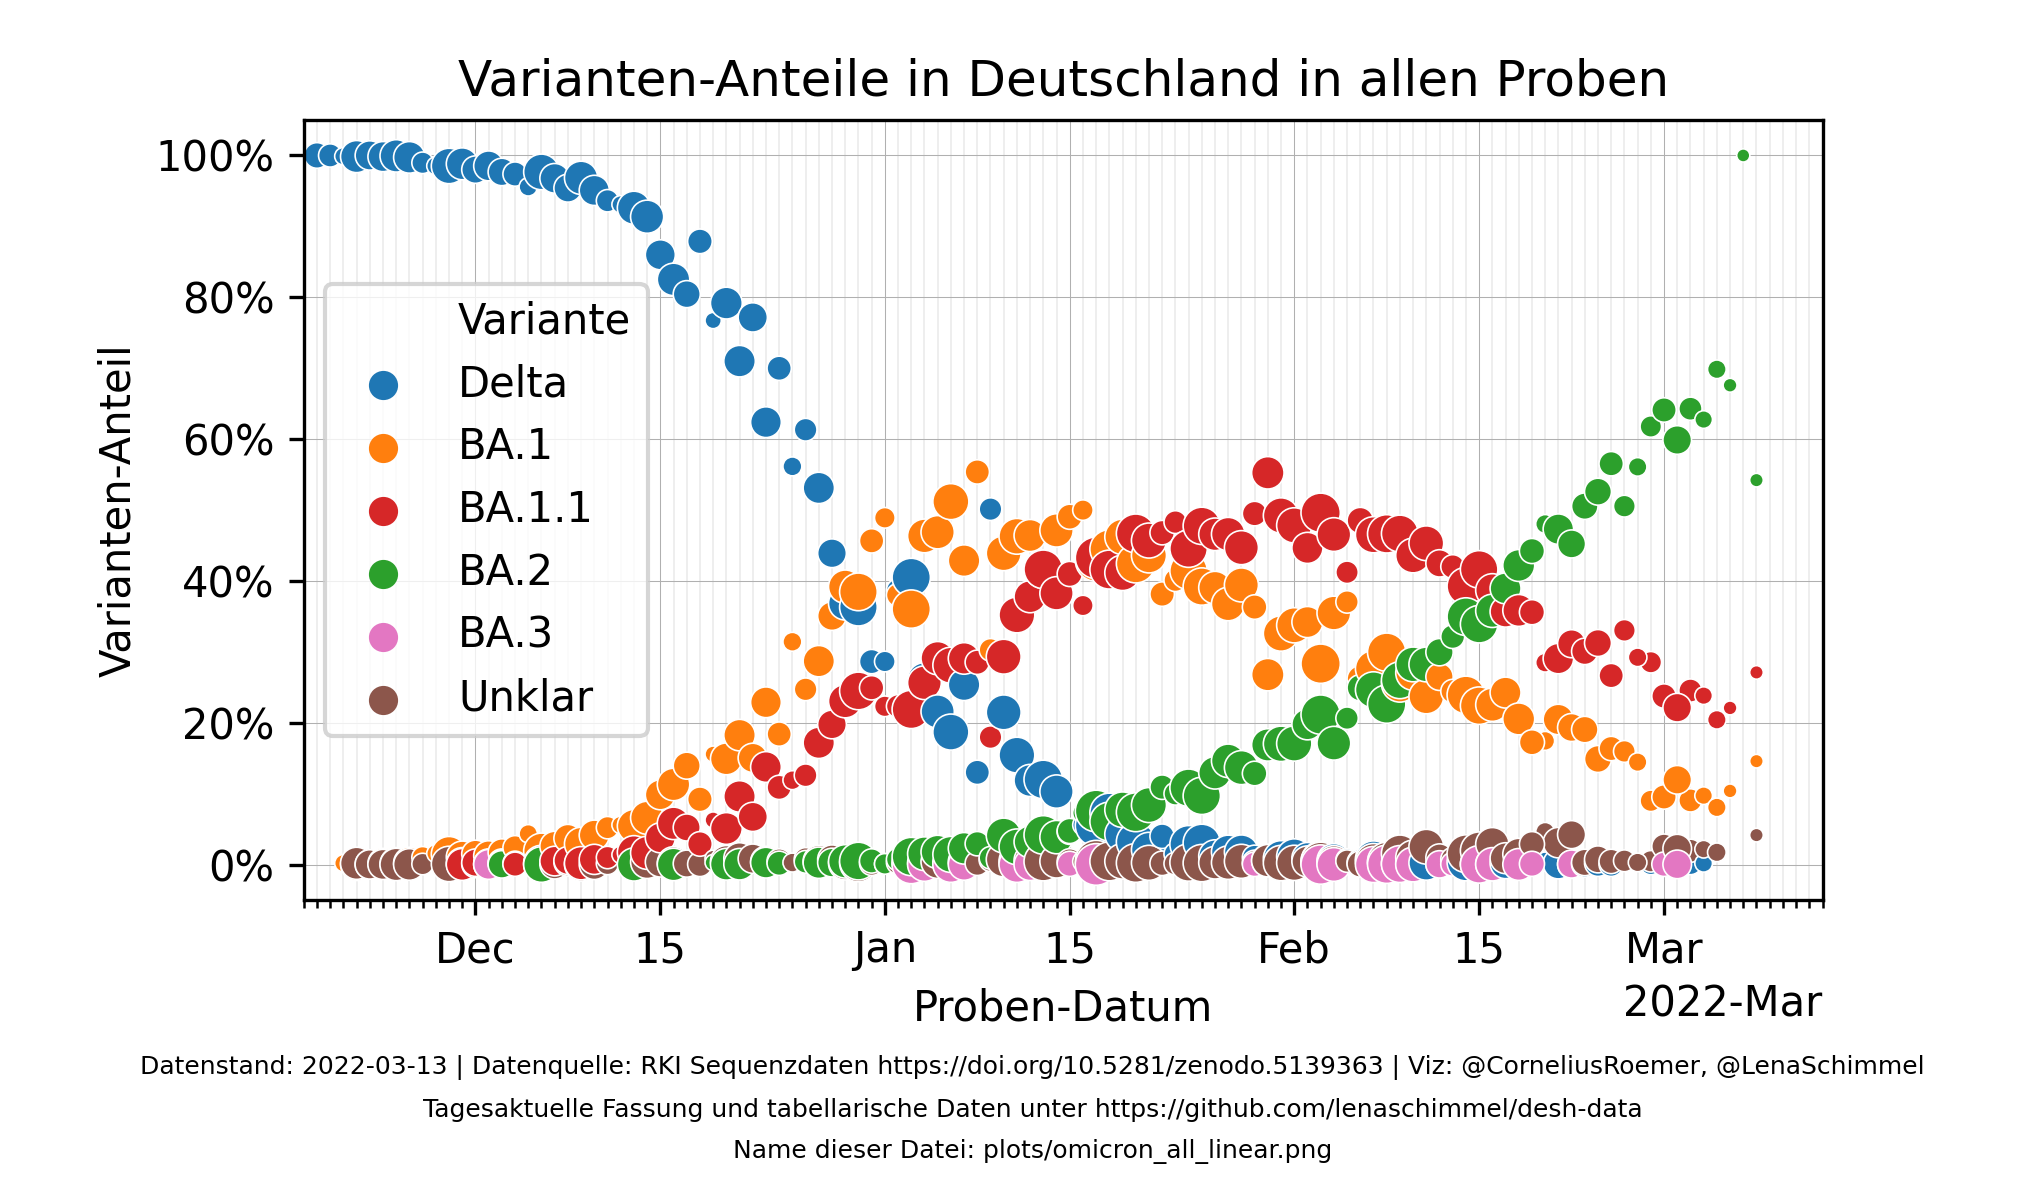 Varianten-Anteile in Deutschland in allen Proben
Varianten-Anteil
100%
80%
60%
40%
20%
0%
Variante
Delta
BA.1
BA.1.1
BA.2
BA.3
Unklar
Dec 15 Jan 15 Feb 15 Mar
2022-Mar
Proben-Datum
Datenstand: 2022-03-13 | Datenquelle: RKI Sequenzdaten https://doi.org/10.5281/zenodo.5139363 | Viz: @CorneliusRoemer, @LenaSchimmel
Tagesaktuelle Fassung und tabellarische Daten unter https://github.com/lenaschimmel/desh-data
Name dieser Datei: plots/omicron_all_linear.png